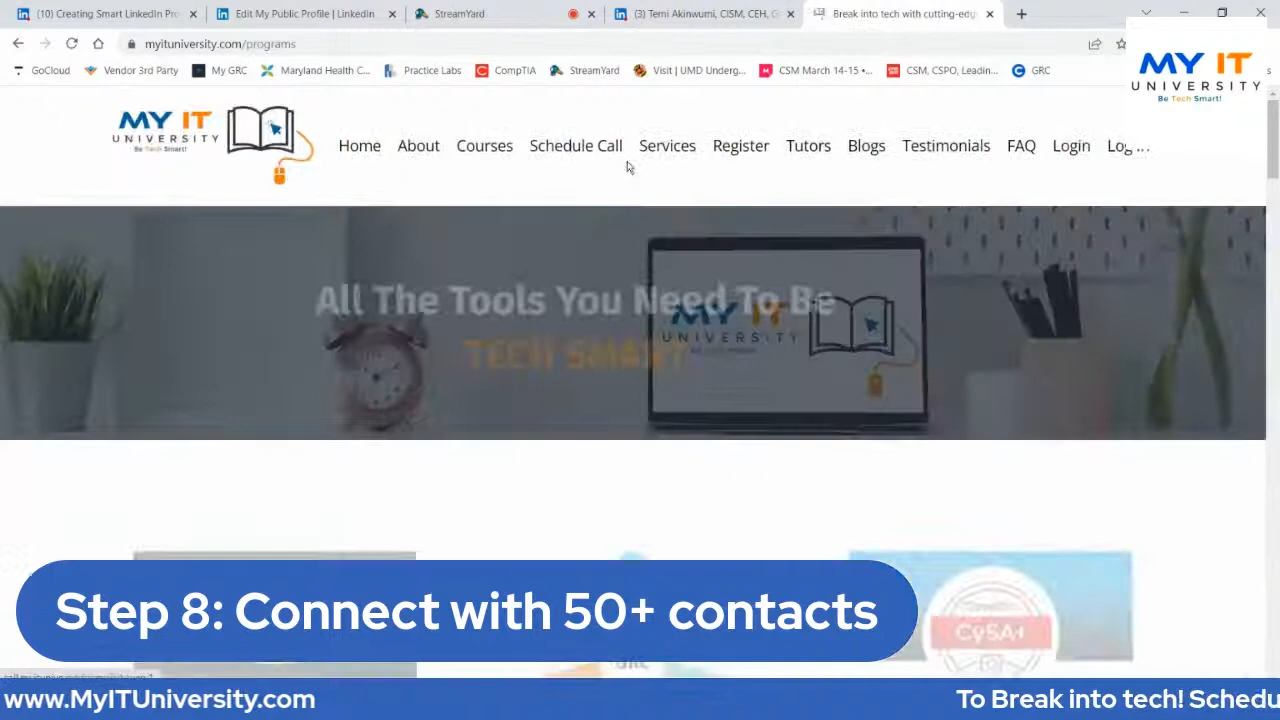 (10) Creating Smart LinkedIn Pro
Edit My Public Profile | LinkedIn
StreamYard
(3) Temi Akinwumi, CISM, CEH, C
Break into tech with cutting-edg
myituniversity.com/programs
GoCloud
Vendor 3rd Party
My GRC
Maryland Health C...
Practice Labs
CompTIA
StreamYard
Visit | UMD Underg...
CSM March 14-15 •...
CSM, CSPO, Leadin...
GRC
MY IT
UNIVERSITY
Be Tech Smart!
MY IT
UNIVERSITY
Be Tech Smart!
Home About Courses Schedule Call Services Register Tutors Blogs Testimonials FAQ Login Log ...
All The Tools You Need To Be
TECH SMART
MY IT
UNIVERSITY
CySA+
Step 8: Connect with 50+ contacts
www.MyITUniversity.com
To Break into tech! Schedu